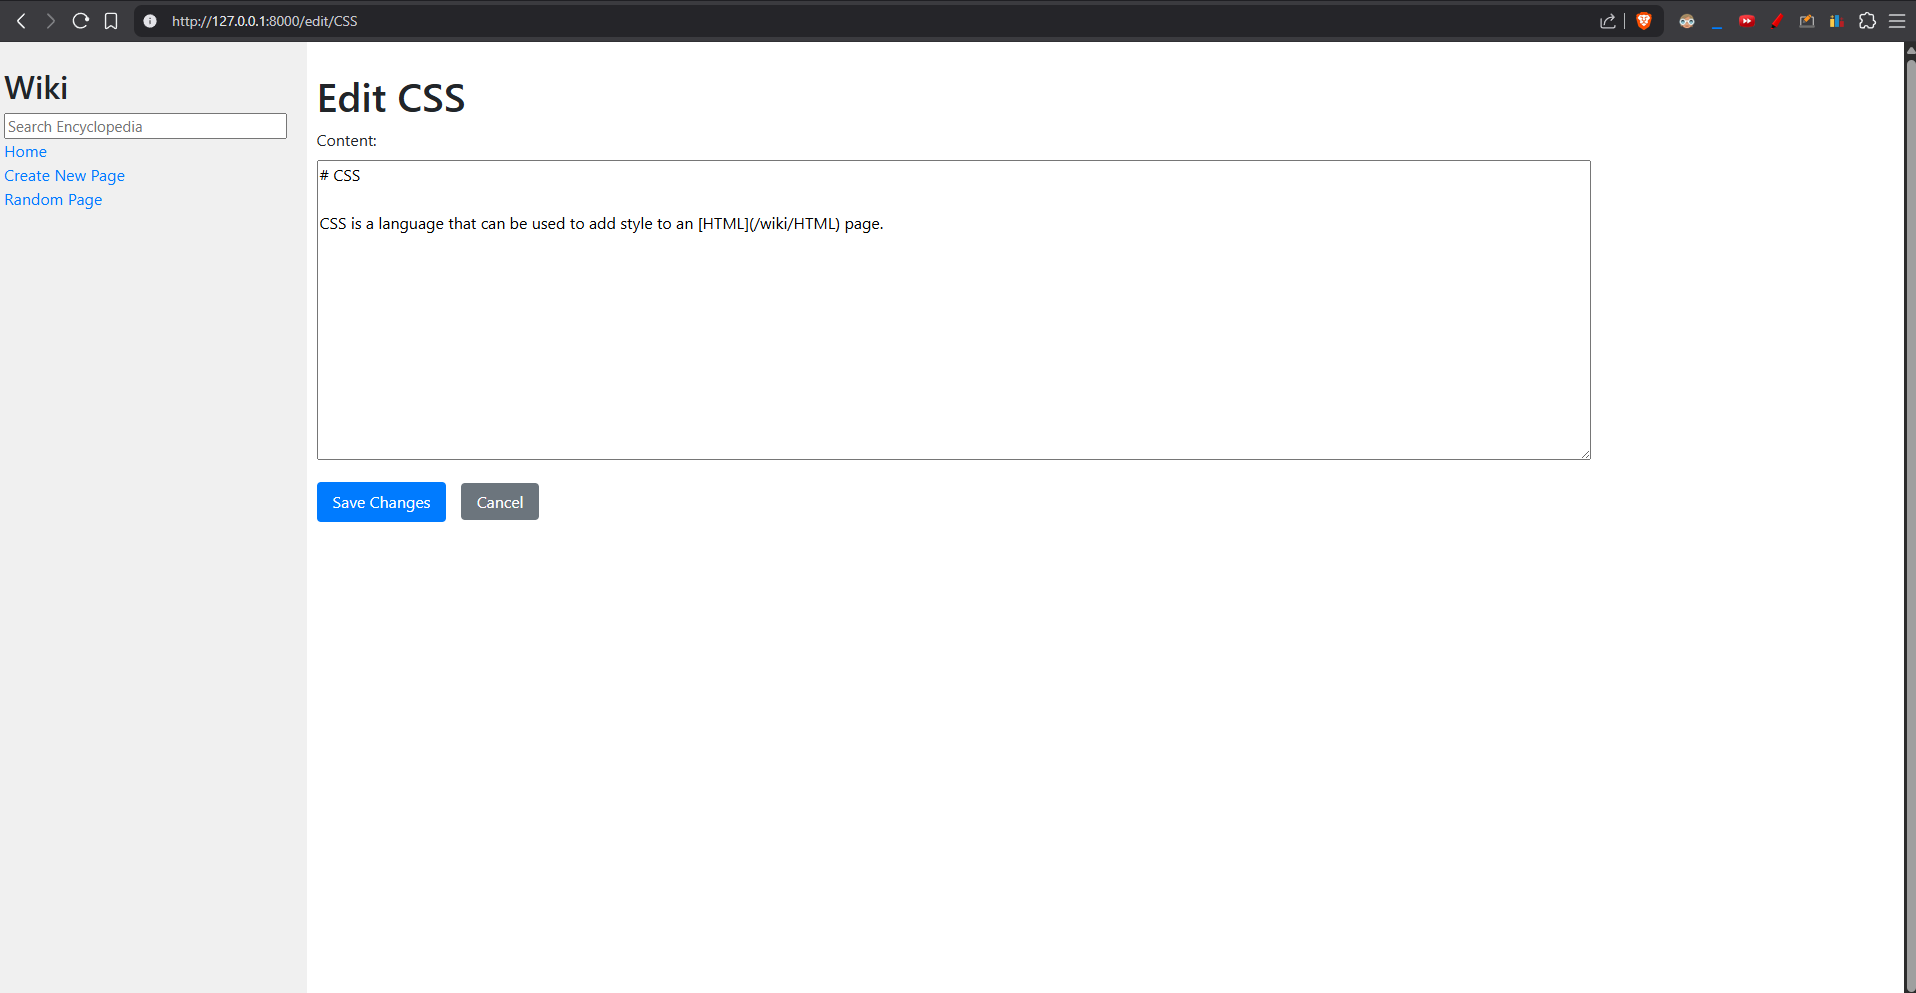 http://127.0.0.1:8000/edit/CSS
Wiki
Search Encyclopedia
Home
Create New Page
Random Page
Edit CSS
Content:
# CSS
CSS is a language that can be used to add style to an [HTML](/wiki/HTML) page.
Save Changes
Cancel